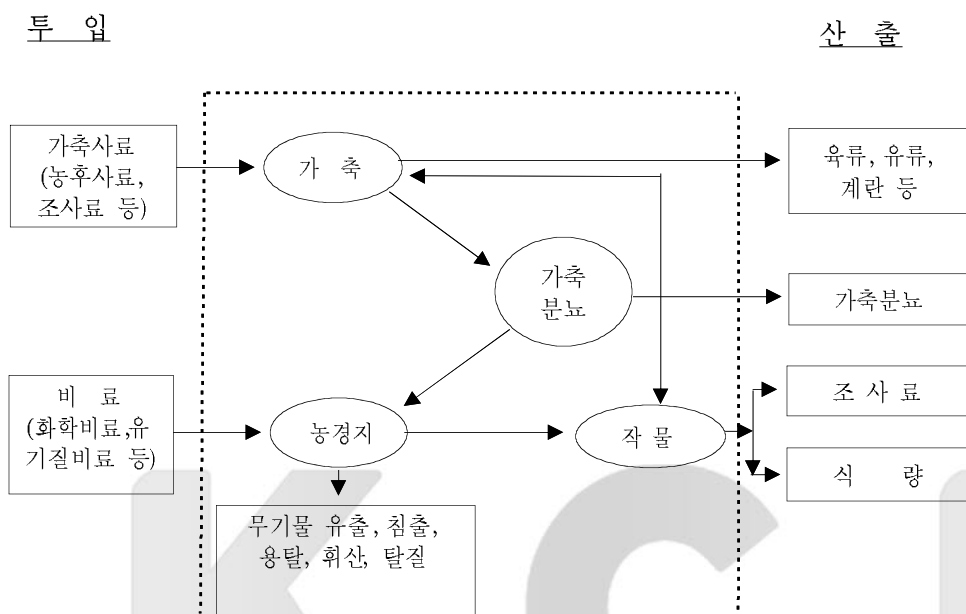 투 입
산 출
가축사료
(농후사료,
조사료 등)
가 축
육류, 유류,
계란 등
가축
분뇨
가축분뇨
비 료
(화학비료,유
기질비료 등)
농경지
작 물
조 사 료
식 량
무기물 유출, 침출,
용탈, 휘산, 탈질
K C I